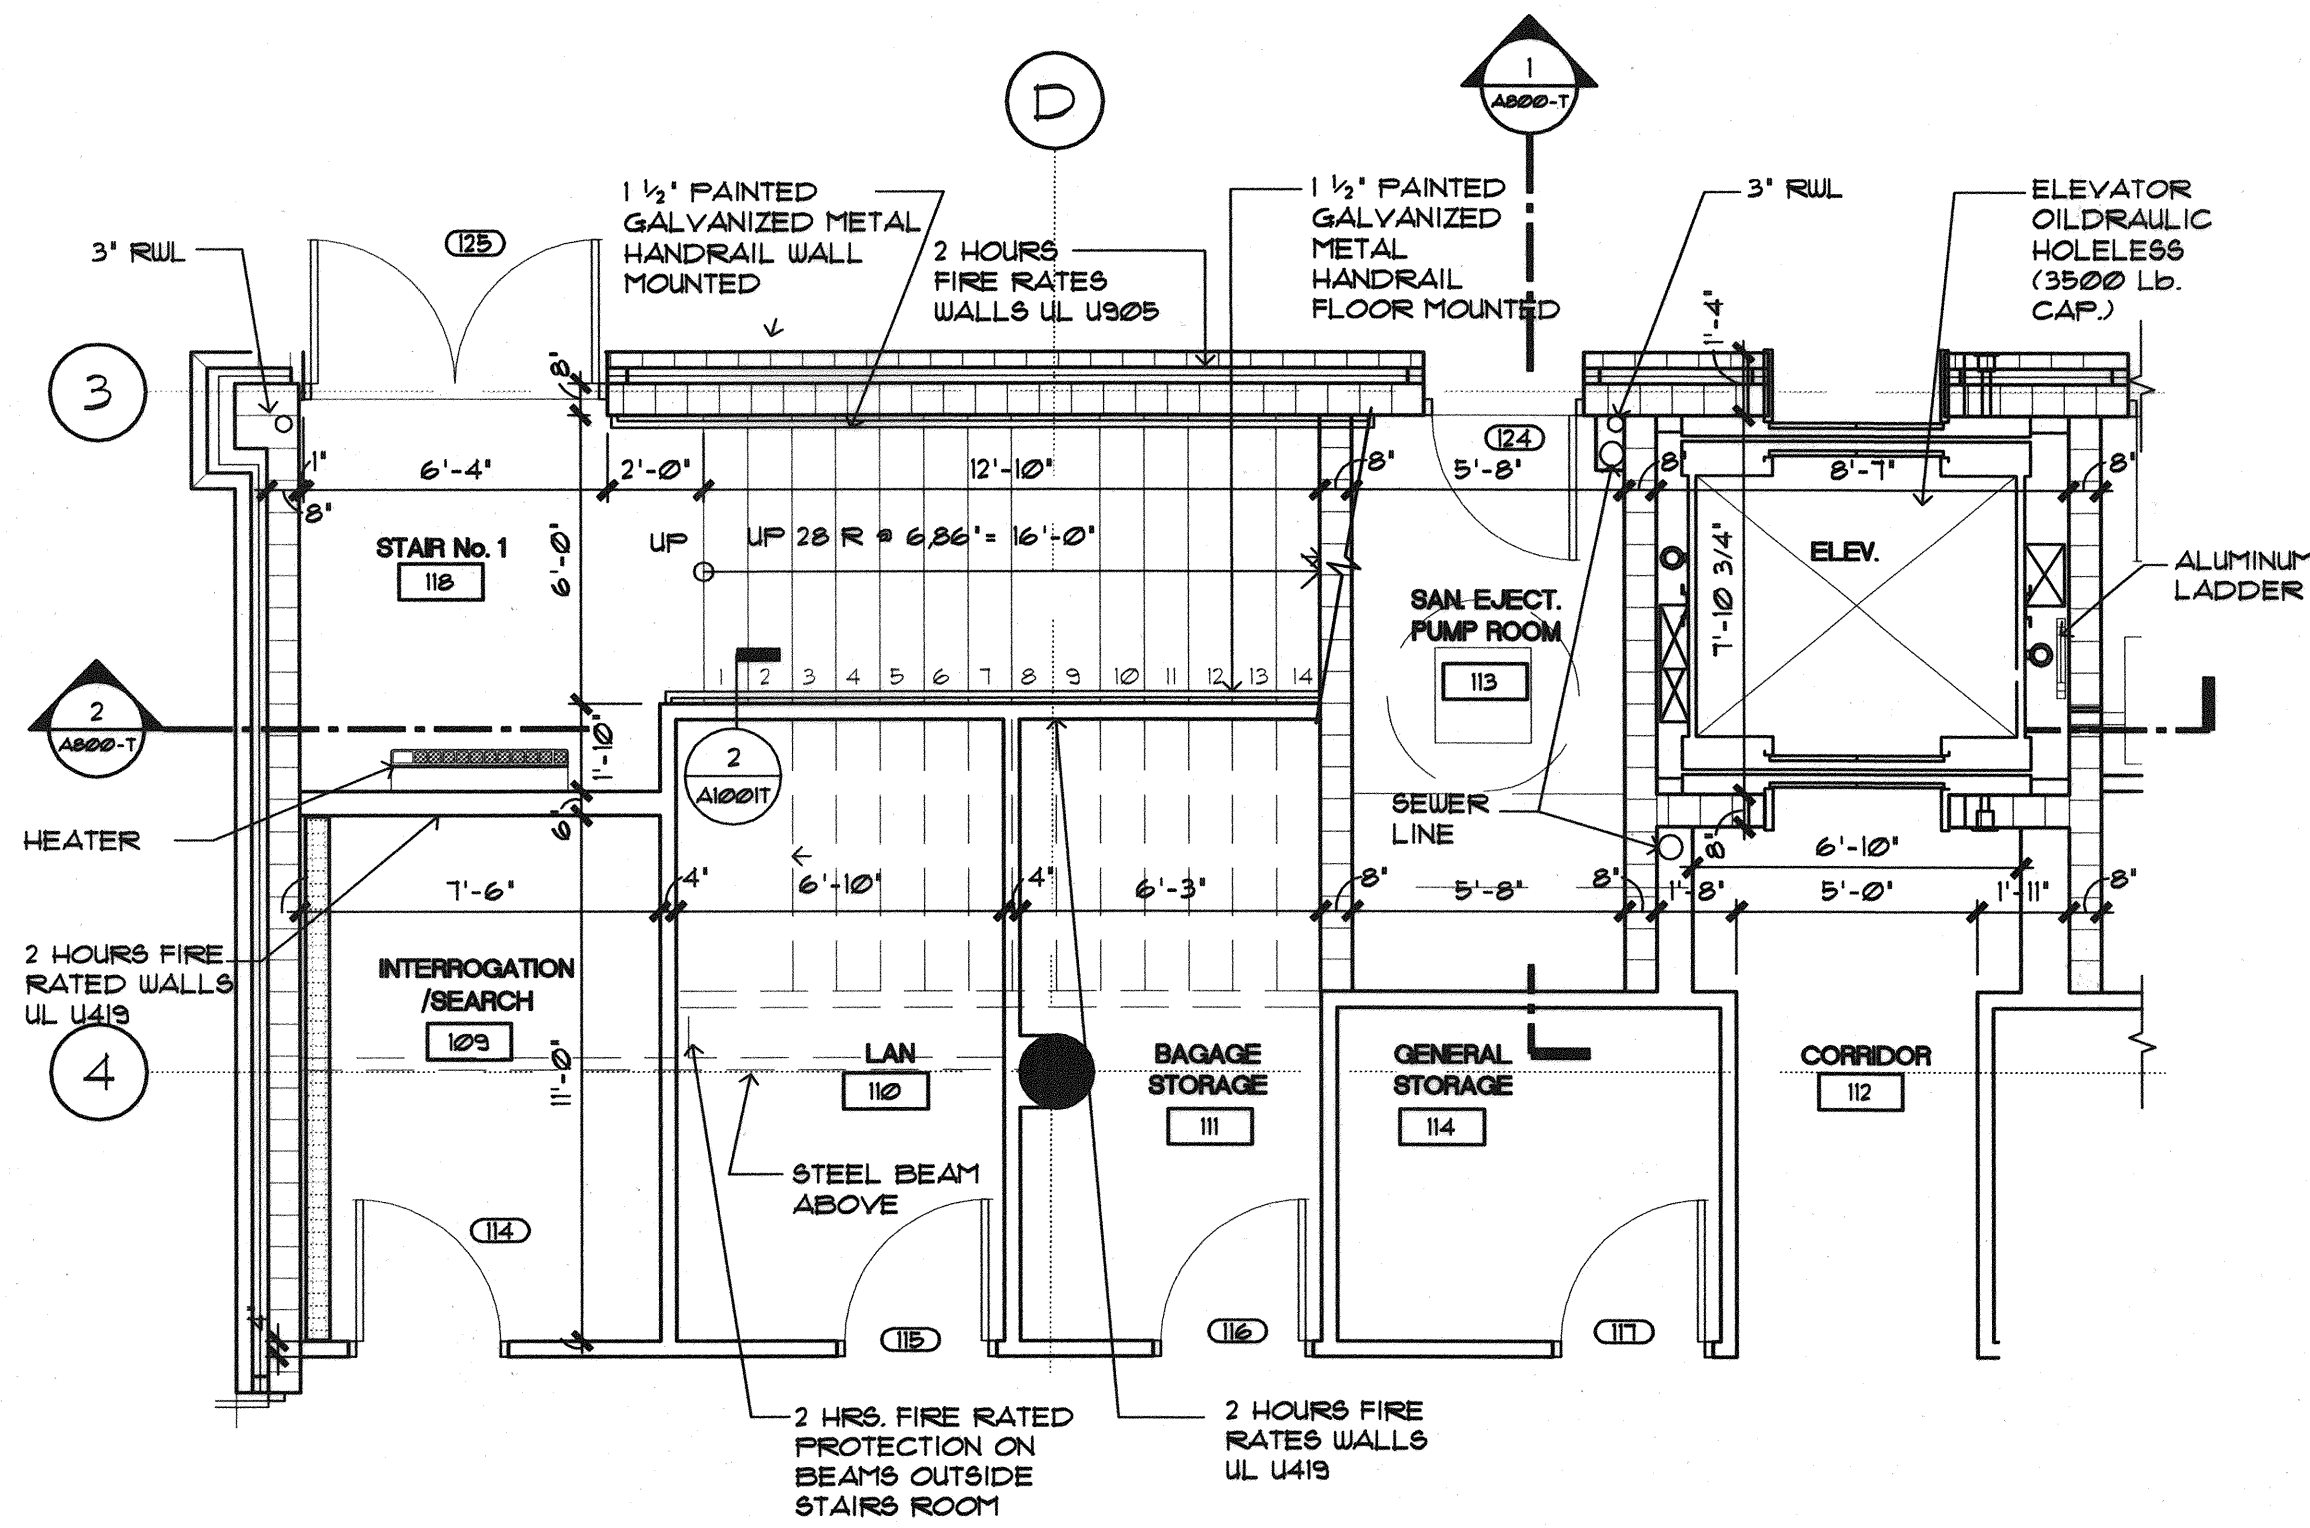 D
1
A800-T
1 ½" PAINTED
GALVANIZED METAL
HANDRAIL WALL
MOUNTED
1 ½" PAINTED
GALVANIZED
METAL
HANDRAIL
FLOOR MOUNTED
3" RWL
ELEVATOR
OILDRAULIC
HOLELESS
(3500 Lb.
CAP.)
3" RWL
125
2 HOURS
FIRE RATES
WALLS UL U905
1'-4"
3
8"
124
1"
6'-4"
2'-0"
12'-10"
8"
5'-8"
8"
8'-7"
8"
8"
STAIR No. 1
118
6'-0"
UP
UP 28 R @ 6,86"= 16'-0"
7'-10 3/4"
ELEV.
ALUMINUM
LADDER
SAN. EJECT.
PUMP ROOM
113
1 2 3 4 5 6 7 8 9 10 11 12 13 14
2
A800-T
1'-10"
2
A1001T
HEATER
6"
SEWER
LINE
8"
6'-10"
7'-6"
4"
6'-10"
4"
6'-3"
8"
5'-8"
8"
1'-8"
5'-0"
1'-11"
8"
2 HOURS FIRE
RATED WALLS
UL U419
INTERROGATION
/SEARCH
109
4
11'-0"
LAN
110
BAGAGE
STORAGE
111
GENERAL
STORAGE
114
CORRIDOR
112
STEEL BEAM
ABOVE
114
115
116
117
4"
2 HRS. FIRE RATED
PROTECTION ON
BEAMS OUTSIDE
STAIRS ROOM
2 HOURS FIRE
RATES WALLS
UL U419